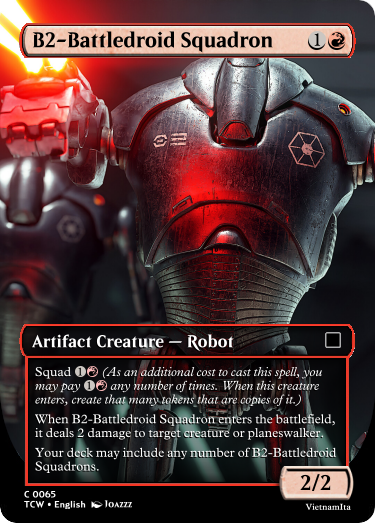 B2-Battledroid Squadron 1
Artifact Creature — Robot
Squad 1 (As an additional cost to cast this spell, you
may pay 1 any number of times. When this creature
enters, create that many tokens that are copies of it.)
When B2-Battledroid Squadron enters the battlefield,
it deals 2 damage to target creature or planeswalker.
Your deck may include any number of B2-Battledroid
Squadrons.
2/2
C 0065
TCW • English JOAZZZ
VietnamIta